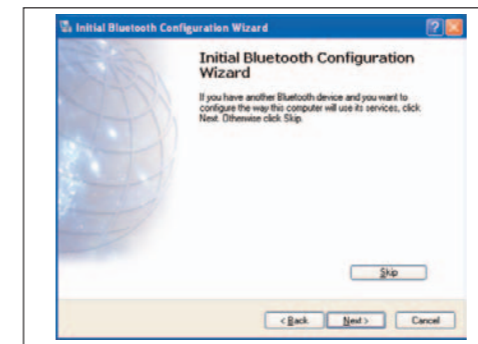 Initial Bluetooth Configuration Wizard
Initial Bluetooth Configuration
Wizard
If you have another Bluetooth device and you want to
configure the way this computer will use its services, click
Next. Otherwise click Skip.
Skip
< Back Next > Cancel